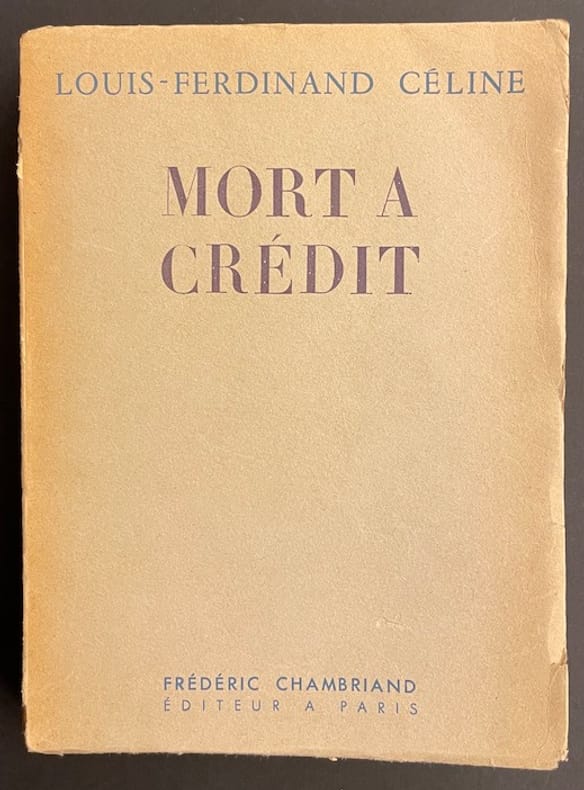 LOUIS-FERDINAND CÉLINE
MORT A
CRÉDIT
FRÉDÉRIC CHAMBRIAND
ÉDITEUR A PARIS